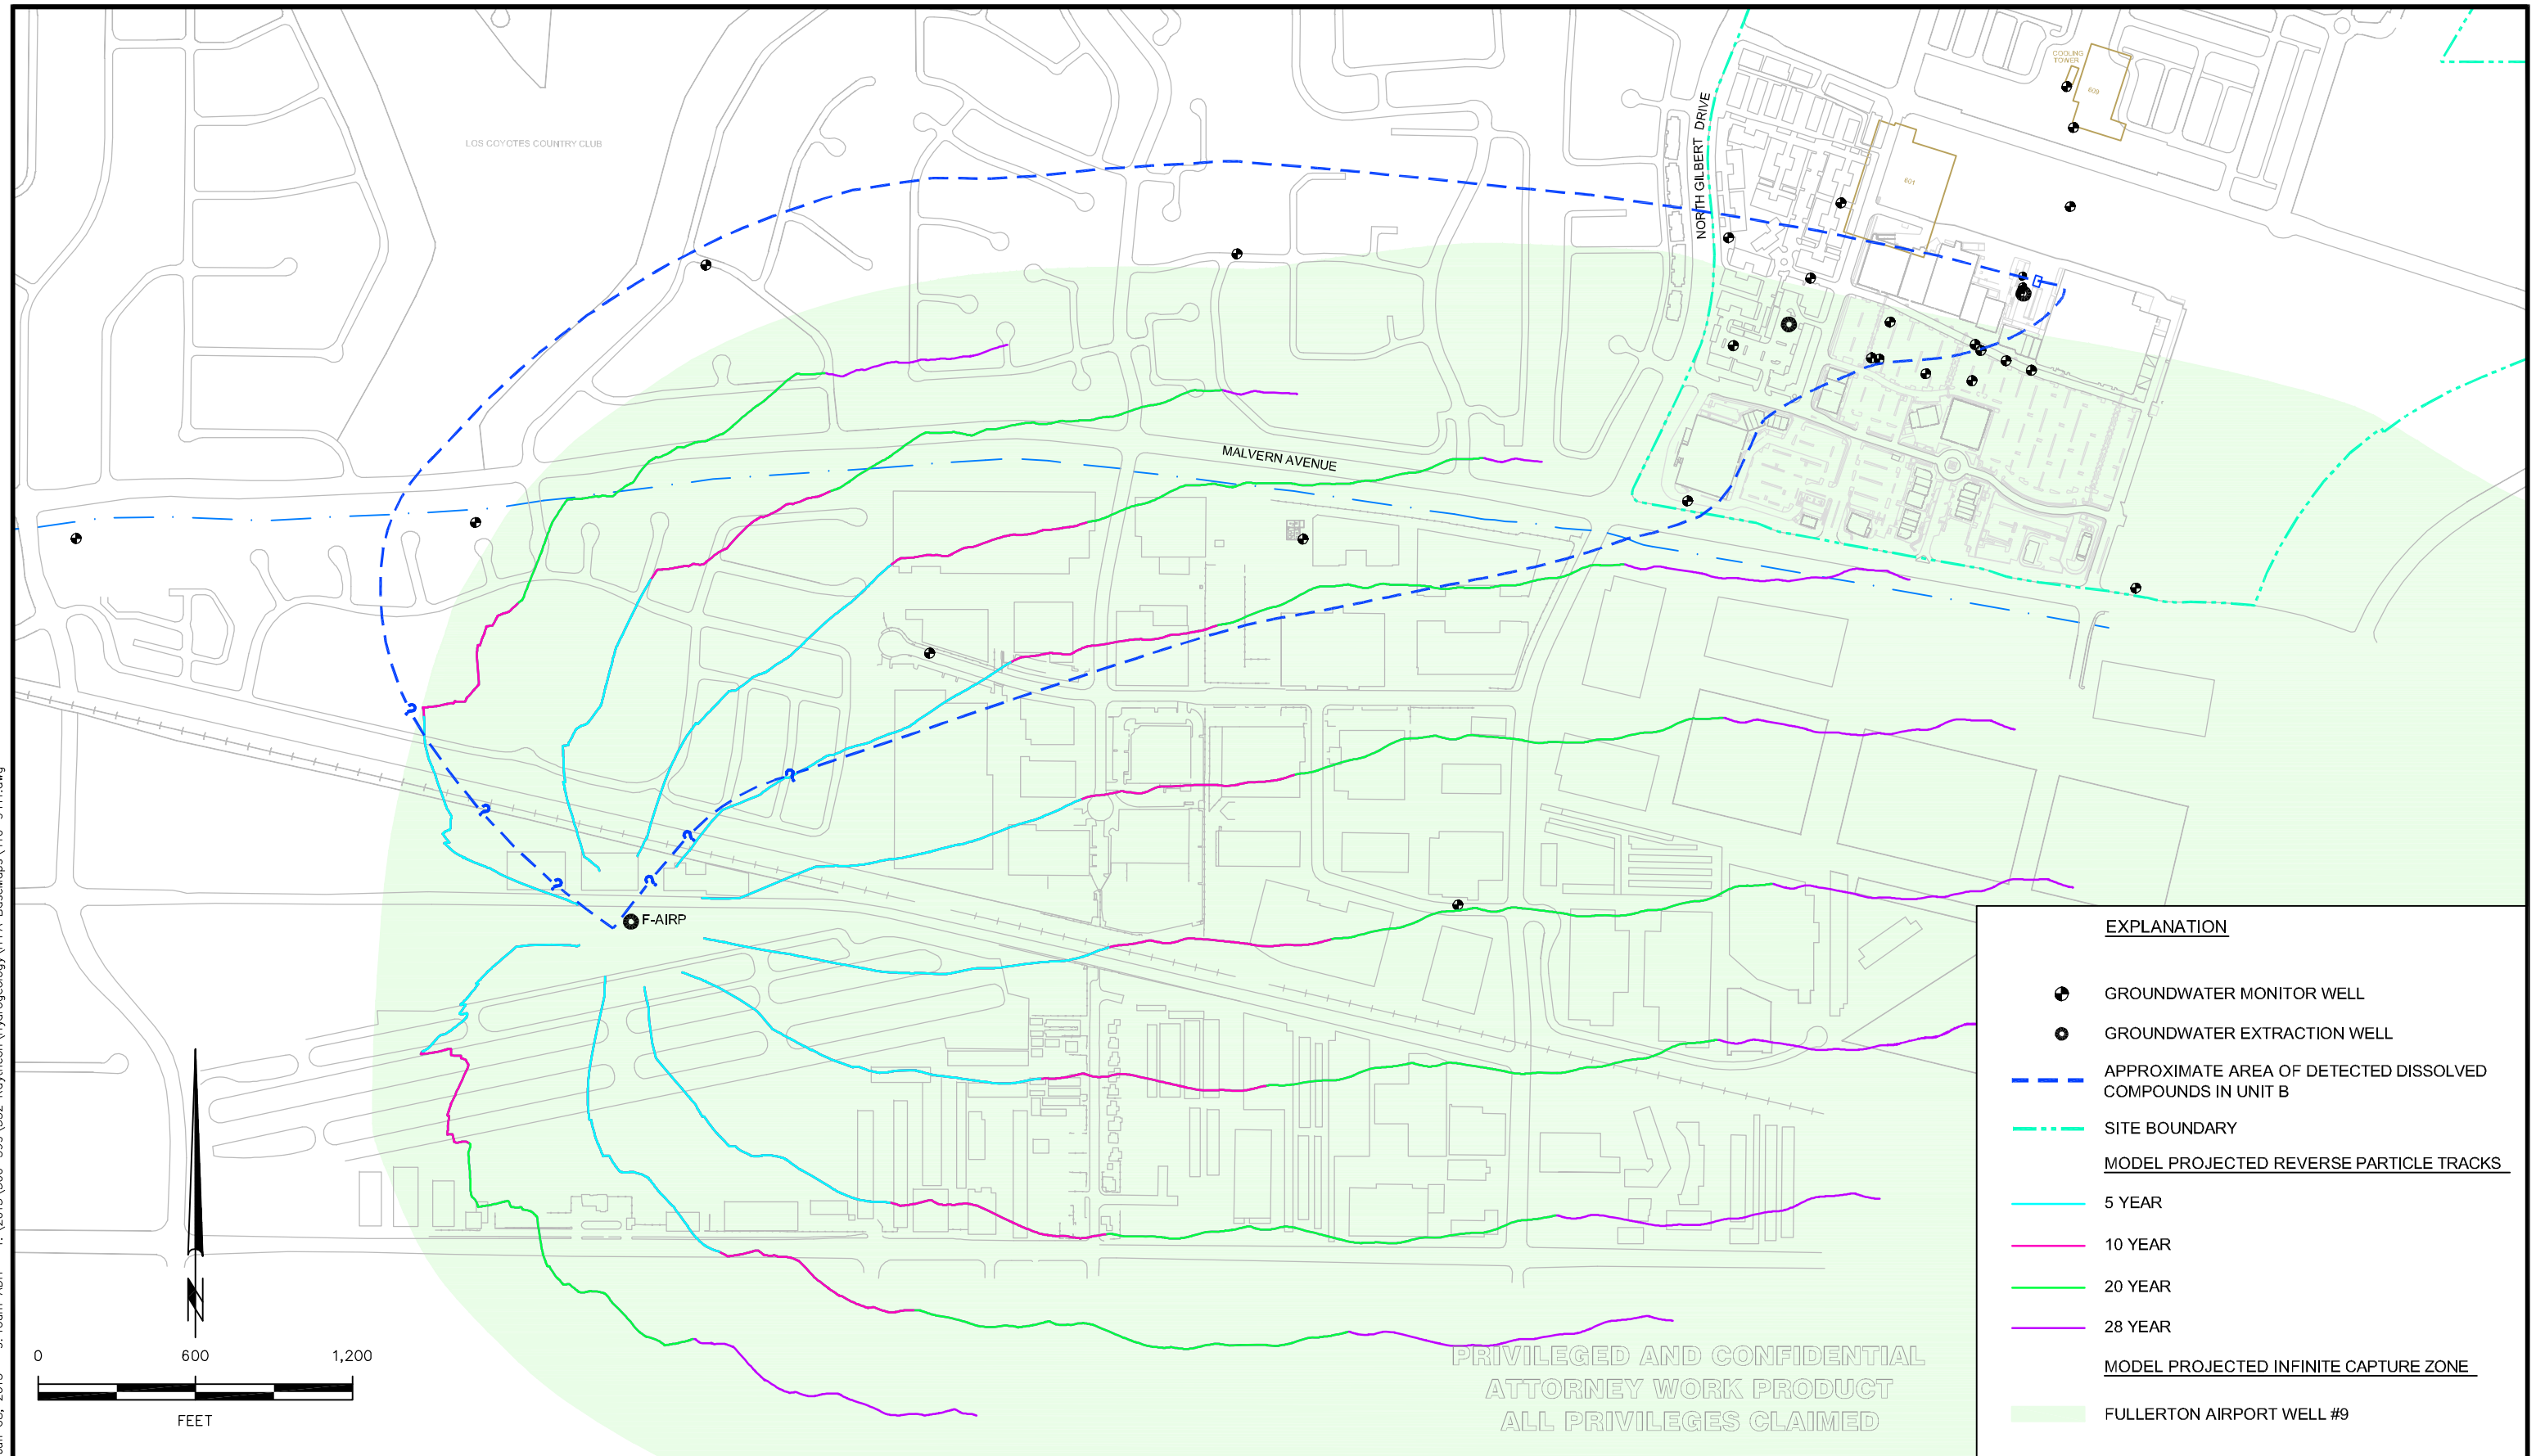 COOLING
TOWER
609
LOS COYOTES COUNTRY CLUB
NORTH GILBERT DRIVE
601
MALVERN AVENUE
?
?
?
?
?
?
F-AIRP
N
0 600 1,200
FEET
EXPLANATION
GROUNDWATER MONITOR WELL
GROUNDWATER EXTRACTION WELL
APPROXIMATE AREA OF DETECTED DISSOLVED
COMPOUNDS IN UNIT B
SITE BOUNDARY
MODEL PROJECTED REVERSE PARTICLE TRACKS
5 YEAR
10 YEAR
20 YEAR
28 YEAR
MODEL PROJECTED INFINITE CAPTURE ZONE
FULLERTON AIRPORT WELL #9
PRIVILEGED AND CONFIDENTIAL
ATTORNEY WORK PRODUCT
ALL PRIVILEGES CLAIMED